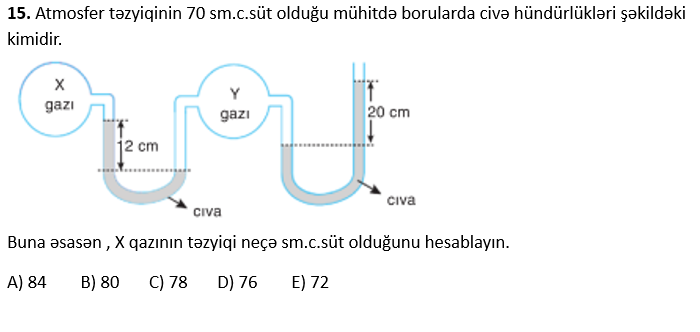 15. Atmosfer təzyiqinin 70 sm.c.süt olduğu mühitdə borularda civə hündürlükləri şəkildəki
kimidir.
X
gazı
Y
gazı
12 cm
20 cm
cıva
cıva
Buna əsasən , X qazının təzyiqi neçə sm.c.süt olduğunu hesablayın.
A) 84 B) 80 C) 78 D) 76 E) 72